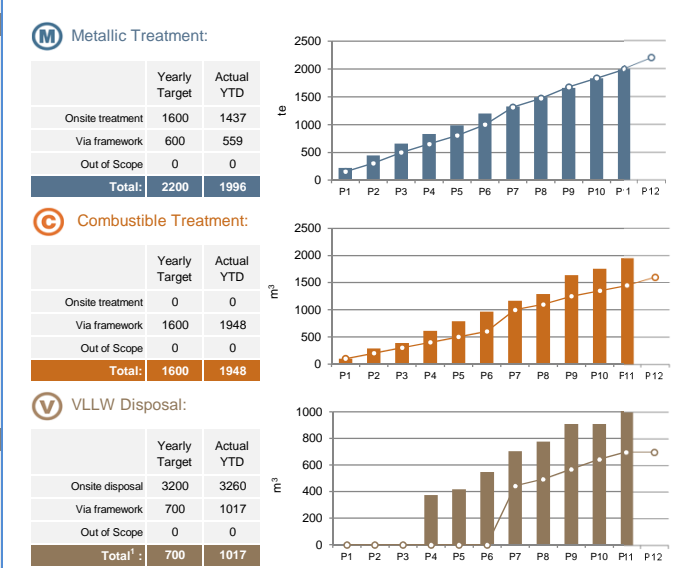 M Metallic Treatment:
Yearly Target Actual YTD
Onsite treatment 1600 1437
Via framework 600 559
Out of Scope 0 0
Total: 2200 1996
2500
2000
1500
1000
500
0
te
P1 P2 P3 P4 P5 P6 P7 P8 P9 P10 P11 P12
C Combustible Treatment:
Yearly Target Actual YTD
Onsite treatment 0 0
Via framework 1600 1948
Out of Scope 0 0
Total: 1600 1948
2500
2000
1500
1000
500
0
m³
P1 P2 P3 P4 P5 P6 P7 P8 P9 P10 P11 P12
V VLLW Disposal:
Yearly Target Actual YTD
Onsite disposal 3200 3260
Via framework 700 1017
Out of Scope 0 0
Total¹ : 700 1017
1000
800
600
400
200
0
m³
P1 P2 P3 P4 P5 P6 P7 P8 P9 P10 P11 P12